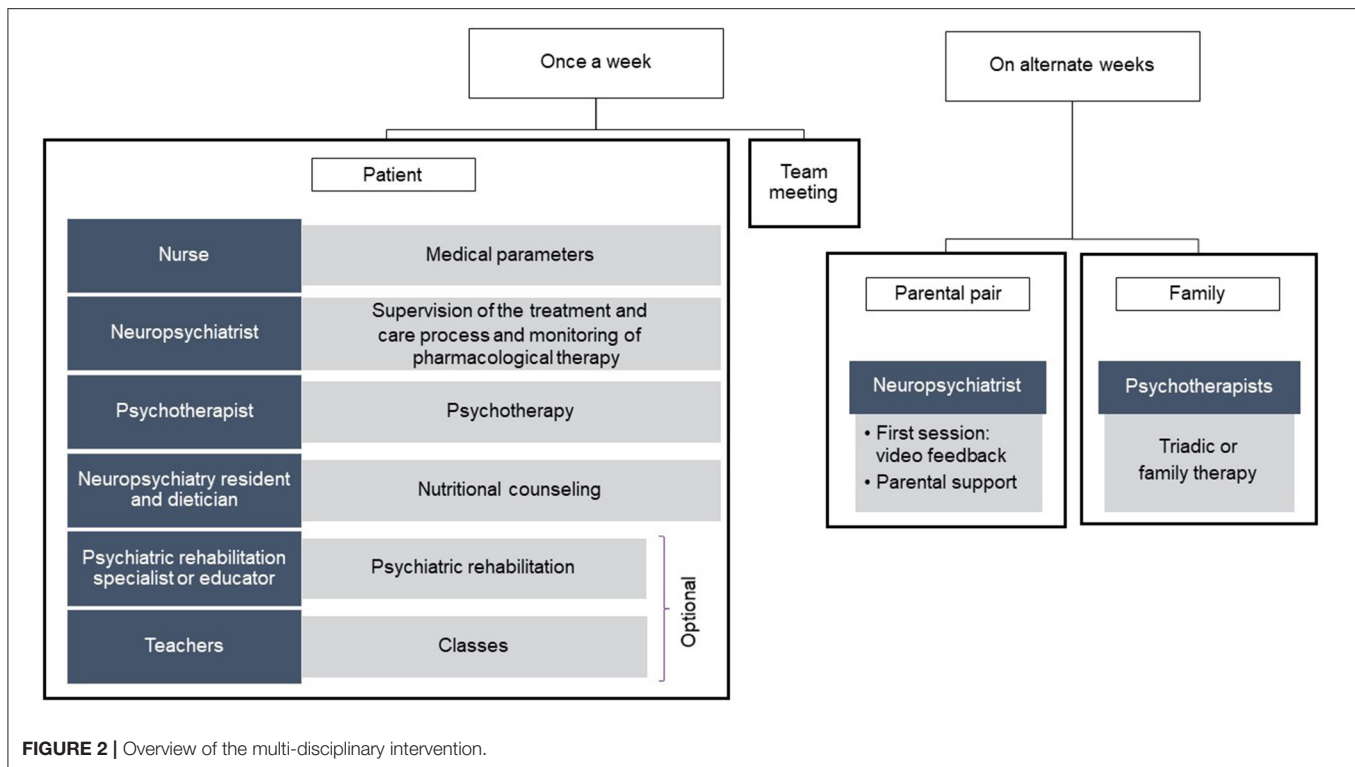 Once a week
On alternate weeks
Patient
Team
meeting
Nurse
Medical parameters
Neuropsychiatrist
Supervision of the treatment and
care process and monitoring of
pharmacological therapy
Psychotherapist
Psychotherapy
Neuropsychiatry resident
and dietician
Nutritional counseling
Psychiatric rehabilitation
specialist or educator
Psychiatric rehabilitation
Teachers
Classes
Optional
Parental pair
Neuropsychiatrist
• First session:
video feedback
• Parental support
Family
Psychotherapists
Triadic or
family therapy
FIGURE 2 | Overview of the multi-disciplinary intervention.